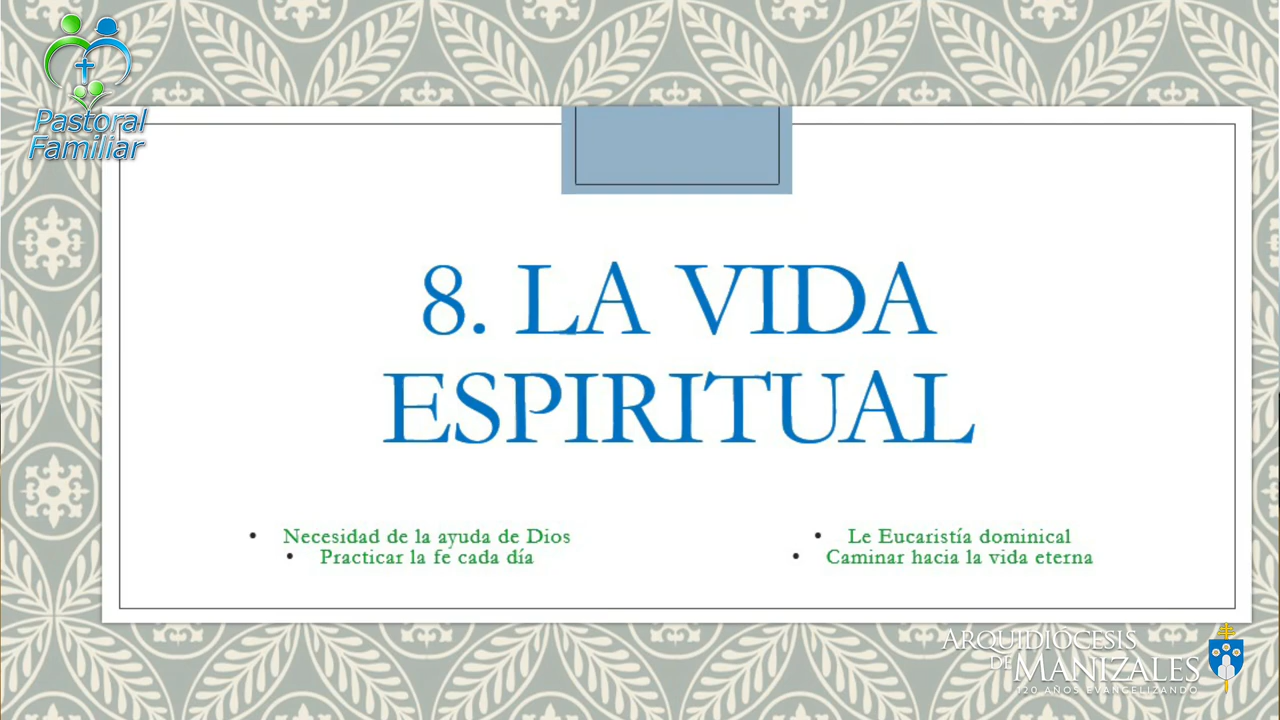 Pastoral
Familiar
8. LA VIDA
ESPIRITUAL
• Necesidad de la ayuda de Dios
• Practicar la fe cada día
• Le Eucaristía dominical
• Caminar hacia la vida eterna
ARQUIDIÓCESIS
DE MANIZALES
120 AÑOS EVANGELIZANDO